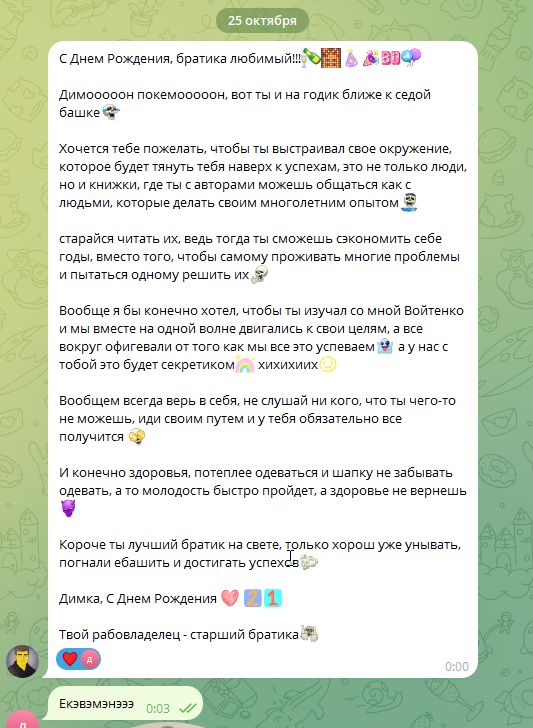 25 октября
С Днем Рождения, братика любимый!!!
Димооооон покемооооон, вот ты и на годик ближе к седой
башке
Хочется тебе пожелать, чтобы ты выстраивал свое окружение,
которое будет тянуть тебя наверх к успехам, это не только люди,
но и книжки, где ты с авторами можешь общаться как с
людьми, которые делать своим многолетним опытом
старайся читать их, ведь тогда ты сможешь сэкономить себе
годы, вместо того, чтобы самому проживать многие проблемы
и пытаться одному решить их
Вообще я бы конечно хотел, чтобы ты изучал со мной Войтенко
и мы вместе на одной волне двигались к свои целям, а все
вокруг офигевали от того как мы все это успеваем а у нас с
тобой это будет секретиком хихихиих
Вообщем всегда верь в себя, не слушай ни кого, что ты чего-то
не можешь, иди своим путем и у тебя обязательно все
получится
И конечно здоровья, потеплее одеваться и шапку не забывать
одевать, а то молодость быстро пройдет, а здоровье не вернешь
Короче ты лучший братик на свете, только хорош уже унывать,
погнали ебашить и достигать успехов
Димка, С Днем Рождения 21
Твой рабовладелец - старший братика
д 0:00
Екэвэмэнэээ 0:03
д